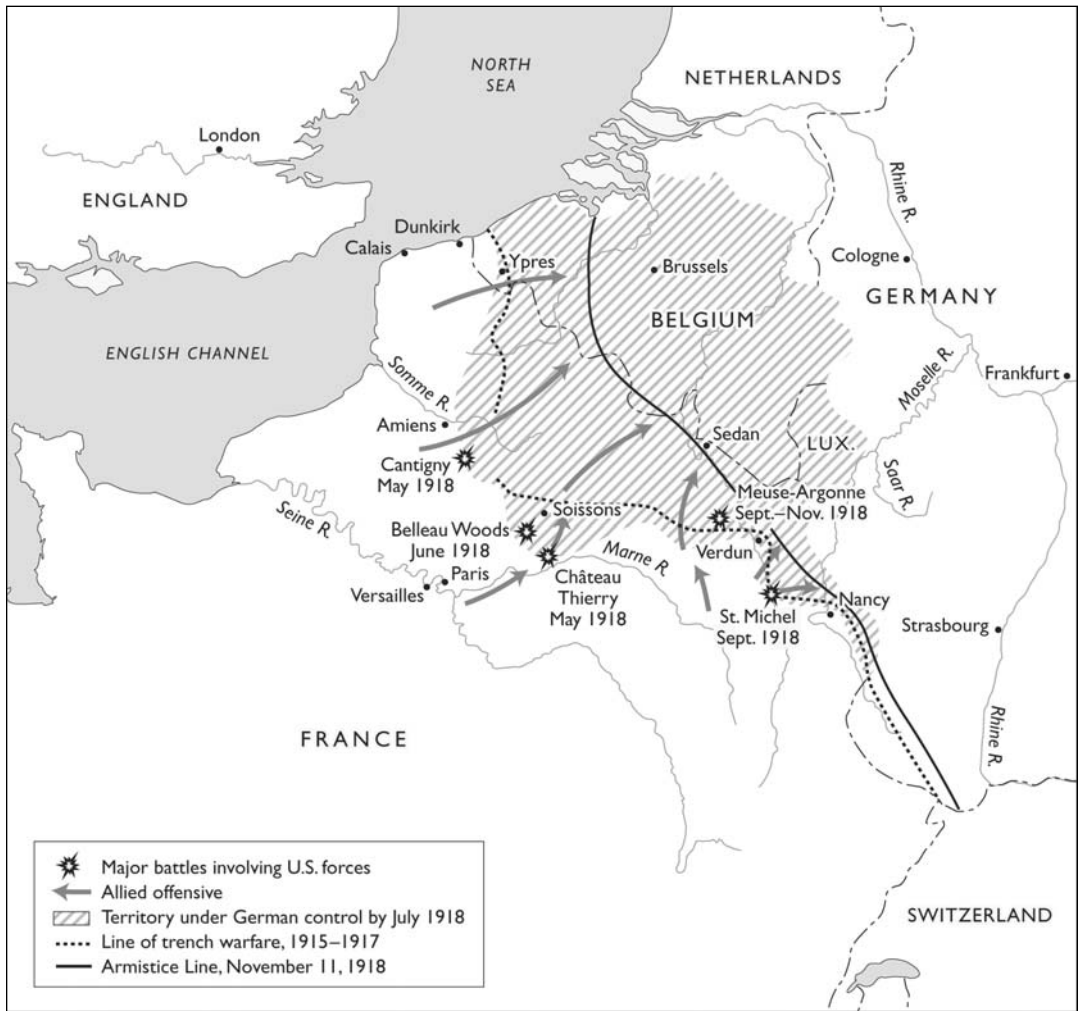 NORTH
SEA
NETHERLANDS
London
ENGLAND
Rhine R.
Dunkirk
Calais
Ypres
Brussels
Cologne
GERMANY
BELGIUM
ENGLISH CHANNEL
Somme R.
Moselle R.
Frankfurt
Amiens
Sedan
LUX.
Cantigny
May 1918
Saar R.
Meuse-Argonne
Sept.–Nov. 1918
Seine R.
Soissons
Belleau Woods
June 1918
Marne R.
Verdun
Paris
Versailles
Château
Thierry
May 1918
Nancy
St. Michel
Sept. 1918
Strasbourg
FRANCE
Rhine R.
Major battles involving U.S. forces
Allied offensive
Territory under German control by July 1918
Line of trench warfare, 1915–1917
Armistice Line, November 11, 1918
SWITZERLAND